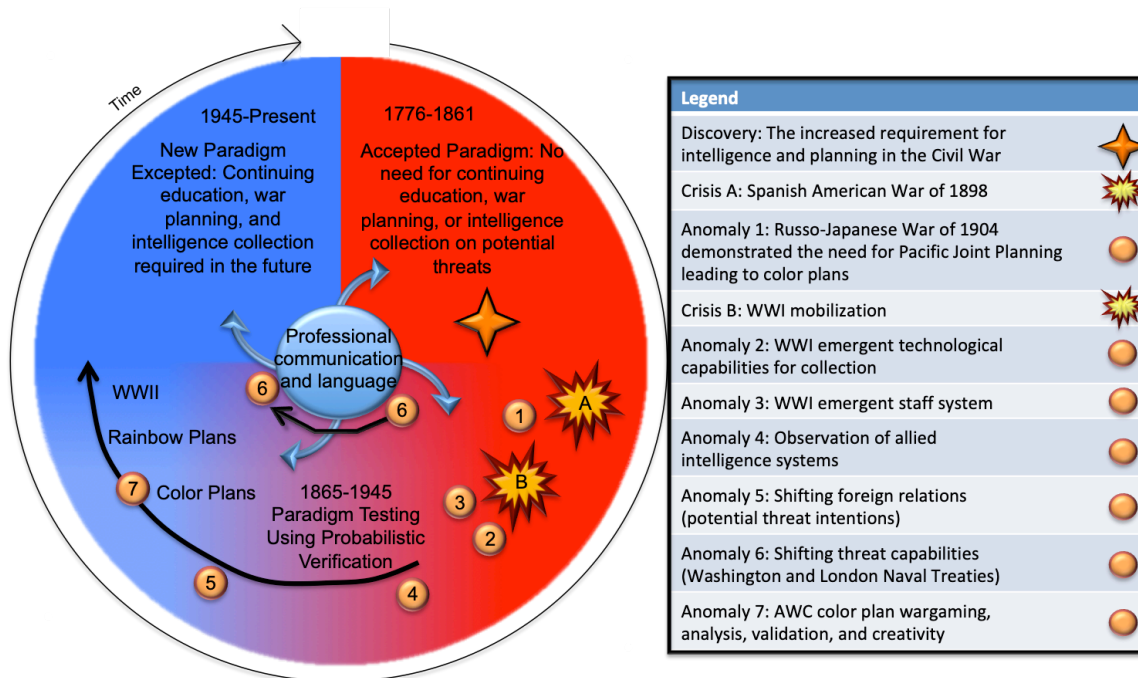 Time
1945-Present
New Paradigm
Excepted: Continuing
education, war
planning, and
intelligence collection
required in the future
1776-1861
Accepted Paradigm: No
need for continuing
education, war
planning, or intelligence
collection on potential
threats
Professional
communication
and language
6
6
1
A
B
3
2
WWII
Rainbow Plans
7
Color Plans
1865-1945
Paradigm Testing
Using Probabilistic
Verification
5
4
Legend
Discovery: The increased requirement for
intelligence and planning in the Civil War
Crisis A: Spanish American War of 1898
Anomaly 1: Russo-Japanese War of 1904
demonstrated the need for Pacific Joint Planning
leading to color plans
Crisis B: WWI mobilization
Anomaly 2: WWI emergent technological
capabilities for collection
Anomaly 3: WWI emergent staff system
Anomaly 4: Observation of allied
intelligence systems
Anomaly 5: Shifting foreign relations
(potential threat intentions)
Anomaly 6: Shifting threat capabilities
(Washington and London Naval Treaties)
Anomaly 7: AWC color plan wargaming,
analysis, validation, and creativity